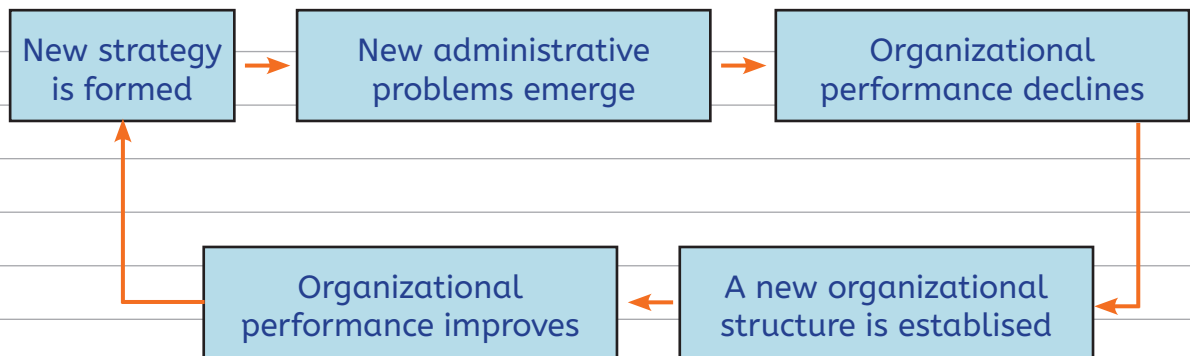 New strategy
is formed
New administrative
problems emerge
Organizational
performance declines
A new organizational
structure is establised
Organizational
performance improves